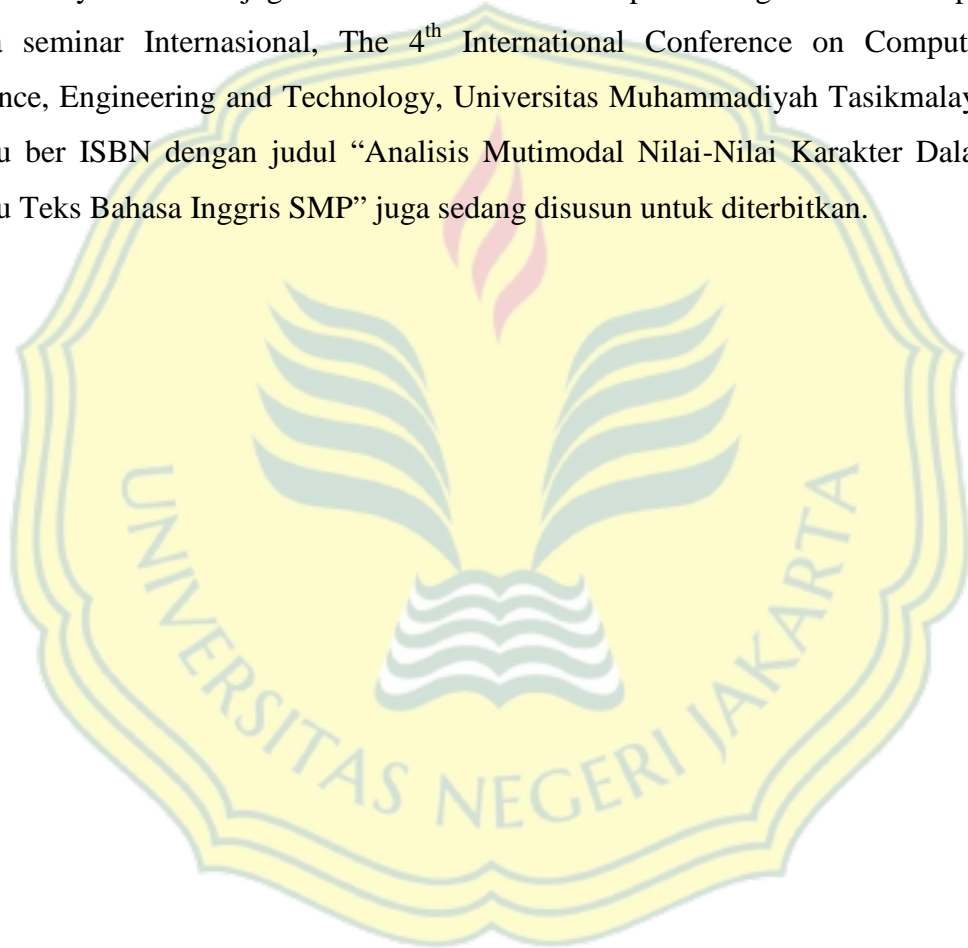 juga
a seminar Internasional, The 4th International Conference on Comput
nce, Engineering and Technology, Universitas Muhammadiyah Tasikmalay
u ber ISBN dengan judul “Analisis Mutimodal Nilai-Nilai Karakter Dala
u Teks Bahasa Inggris SMP” juga sedang disusun untuk diterbitkan.
UNIVERSITAS NEGERI JAKARTA